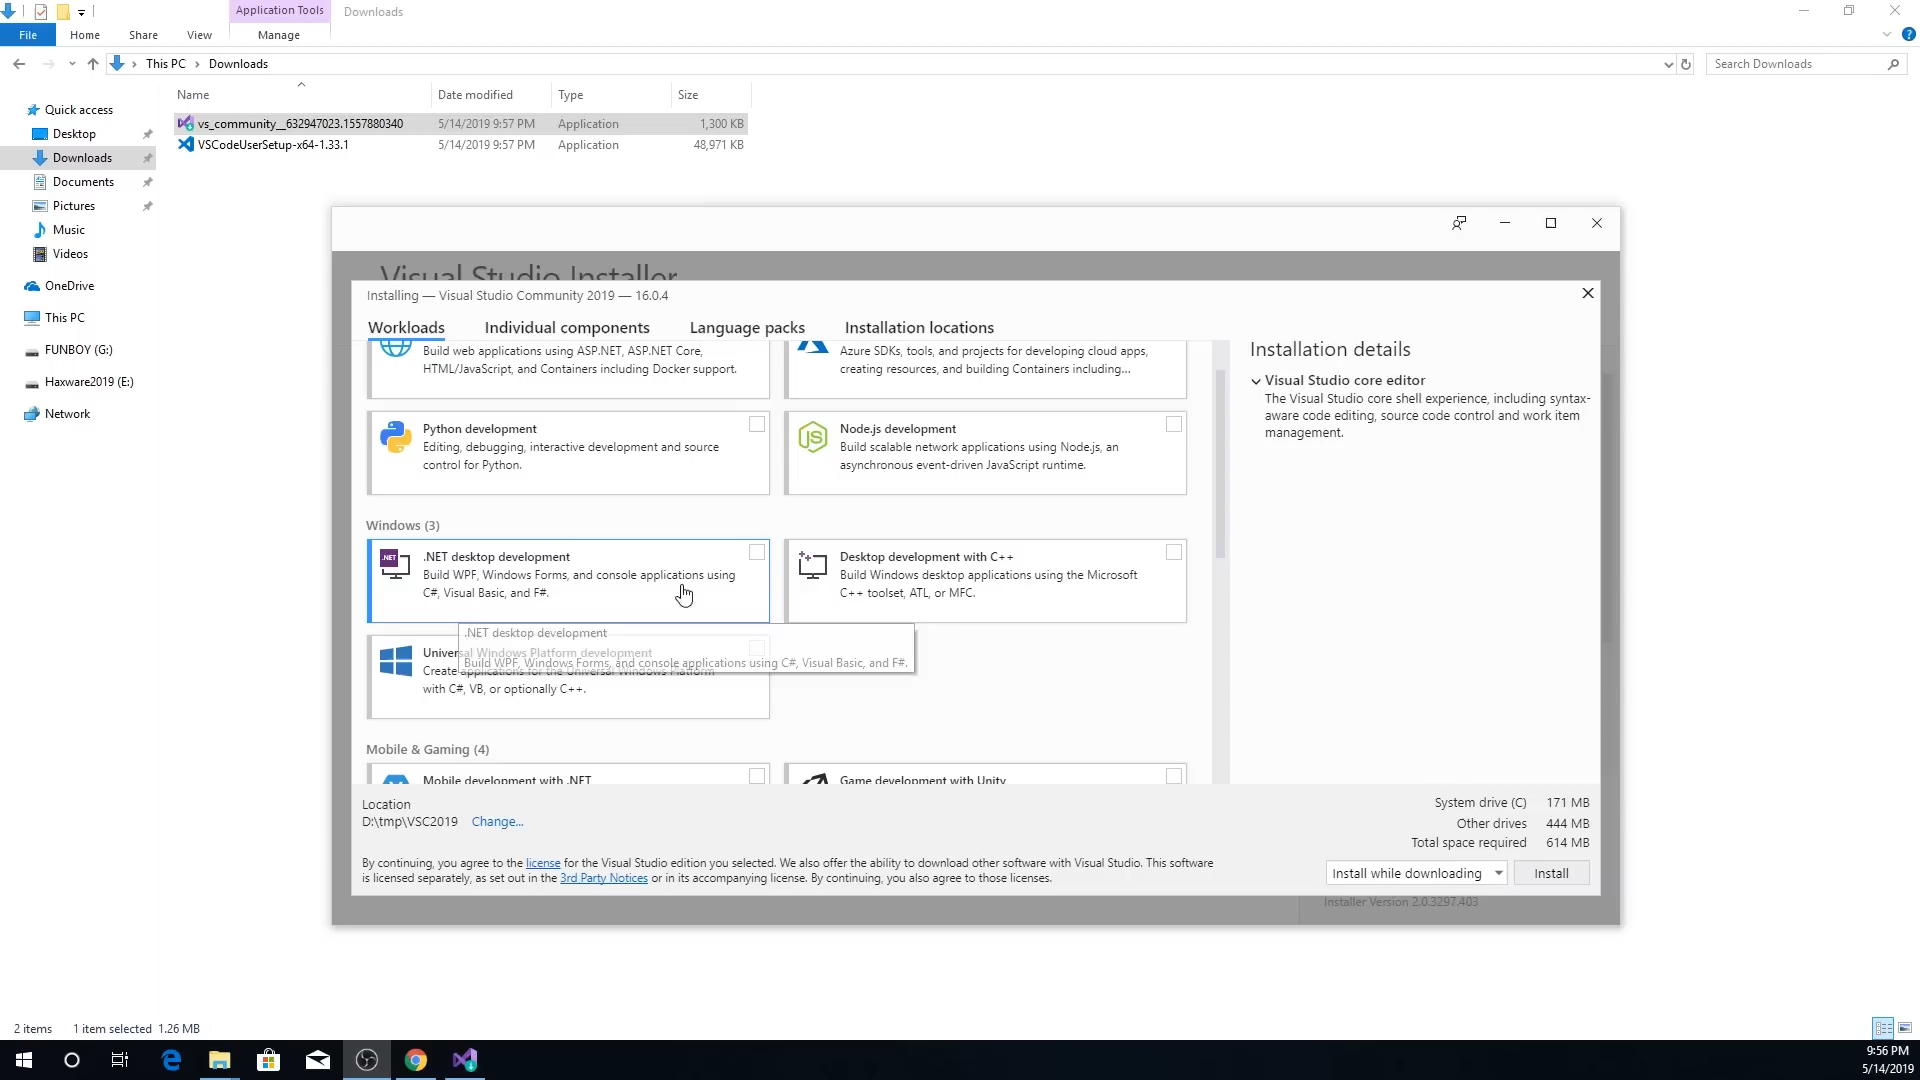 Application Tools
Downloads
File
Home
Share
View
Manage
This PC
Downloads
Search Downloads
Name
Date modified
Type
Size
vs_community__632947023.1557880340
5/14/2019 9:57 PM
Application
1,300 KB
VSCodeUserSetup-x64-1.33.1
5/14/2019 9:57 PM
Application
48,971 KB
Quick access
Desktop
Downloads
Documents
Pictures
Music
Videos
OneDrive
This PC
FUNBOY (G:)
Haxware2019 (E:)
Network
Visual Studio Installer
Installing — Visual Studio Community 2019 — 16.0.4
Workloads
Individual components
Language packs
Installation locations
Build web applications using ASP.NET, ASP.NET Core,
HTML/JavaScript, and Containers including Docker support.
Azure SDKs, tools, and projects for developing cloud apps,
creating resources, and building Containers including...
Python development
Editing, debugging, interactive development and source
control for Python.
Node.js development
Build scalable network applications using Node.js, an
asynchronous event-driven JavaScript runtime.
Windows (3)
.NET desktop development
Build WPF, Windows Forms, and console applications using
C#, Visual Basic, and F#.
Desktop development with C++
Build Windows desktop applications using the Microsoft
C++ toolset, ATL, or MFC.
.NET desktop development
Build WPF, Windows Forms, and console applications using C#, Visual Basic, and F#.
Universal Windows Platform development
Create applications for the Universal Windows Platform
with C#, VB, or optionally C++.
Mobile & Gaming (4)
Mobile development with .NET
Game development with Unity
Installation details
Visual Studio core editor
The Visual Studio core shell experience, including syntax-
aware code editing, source code control and work item
management.
Location
D:\tmp\VSC2019
Change...
System drive (C) 171 MB
Other drives 444 MB
Total space required 614 MB
By continuing, you agree to the license for the Visual Studio edition you selected. We also offer the ability to download other software with Visual Studio. This software
is licensed separately, as set out in the 3rd Party Notices or in its accompanying license. By continuing, you also agree to those licenses.
Install while downloading
Install
Installer Version 2.0.3297.403
2 items
1 item selected 1.26 MB
9:56 PM
5/14/2019